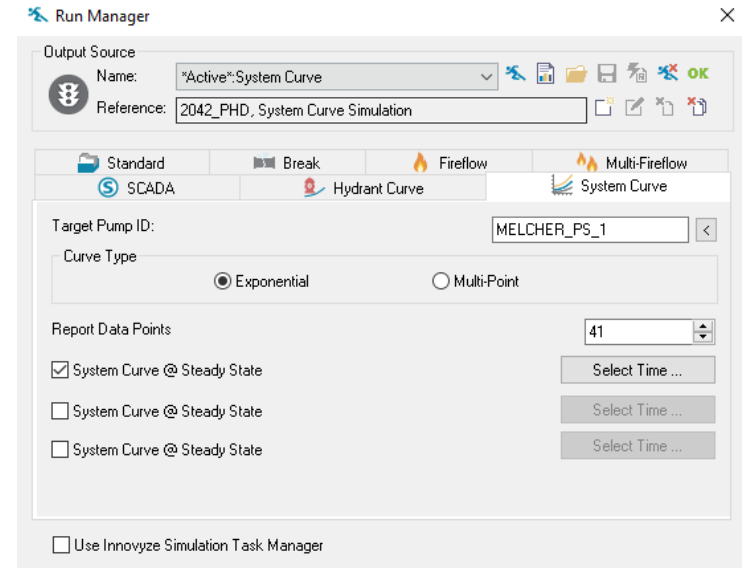 Run Manager
Output Source
Name: *Active*:System Curve OK
Reference: 2042_PHD, System Curve Simulation
Standard Break Fireflow Multi-Fireflow
SCADA Hydrant Curve System Curve
Target Pump ID: MELCHER_PS_1 <
Curve Type
Exponential Multi-Point
Report Data Points 41
System Curve @ Steady State Select Time ...
System Curve @ Steady State Select Time ...
System Curve @ Steady State Select Time ...
Use Innovyze Simulation Task Manager